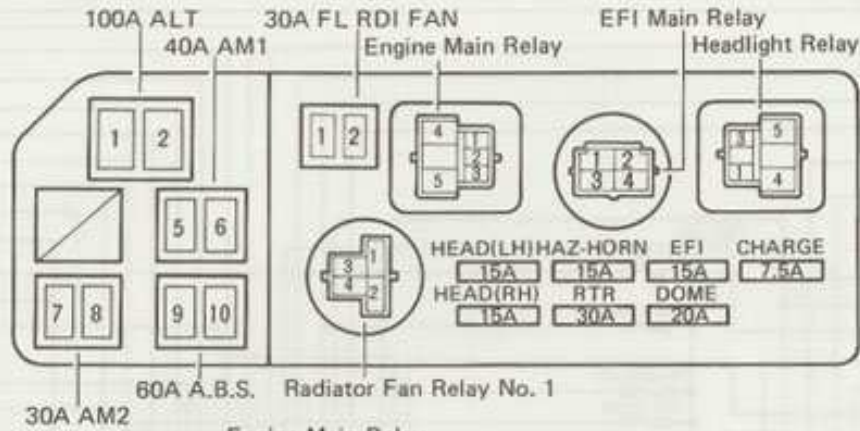 100A ALT 30A FL RDI FAN EFI Main Relay
40A AM1 Engine Main Relay Headlight Relay
1 2
1 2
4 1 2 3 5
1 2 3 4
3 1 5 4
5 6
HEAD(LH) HAZ-HORN EFI CHARGE
15A 15A 15A 7.5A
3 4 1 2
HEAD(RH) RTR DOME
15A 30A 20A
7 8
9 10
60A A.B.S. Radiator Fan Relay No. 1
30A AM2
Engine Main Relay